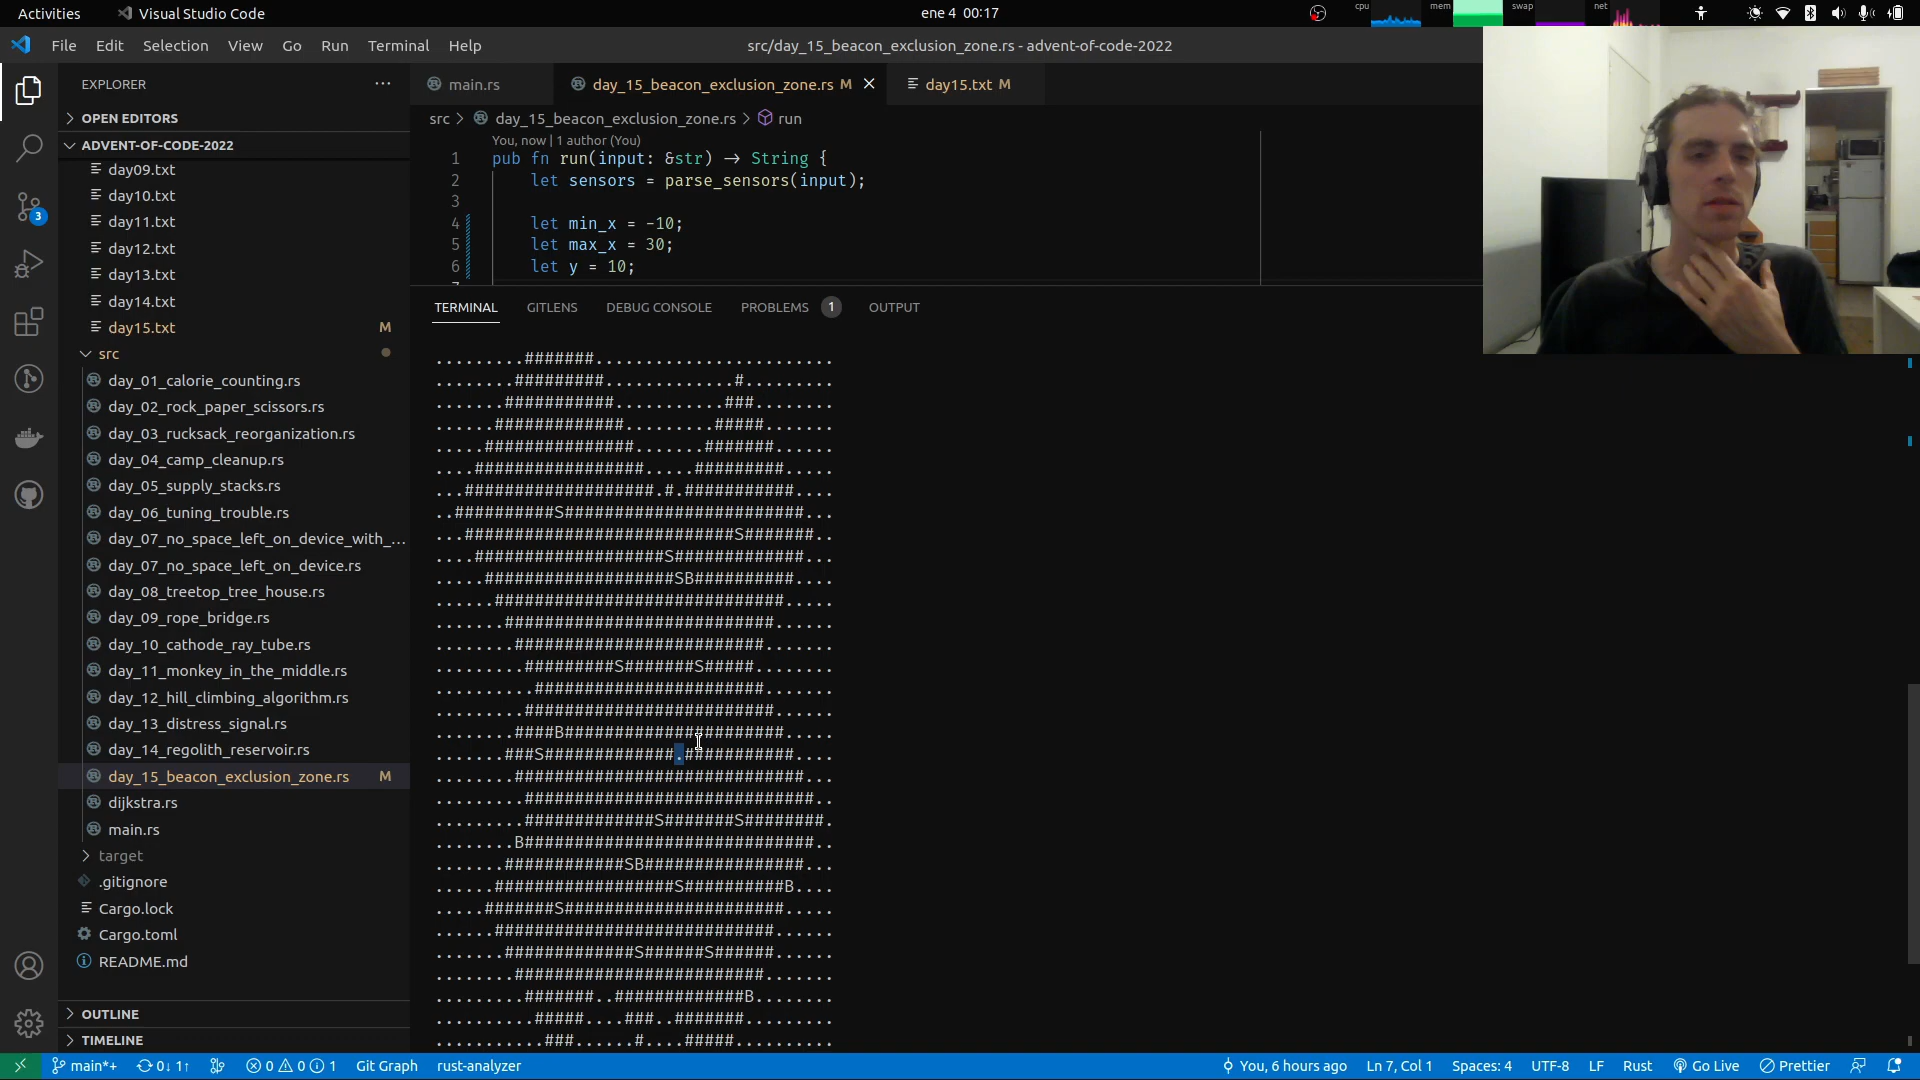 Activities
Visual Studio Code
ene 4 00:17
cpu
mem
swap
net
File Edit Selection View Go Run Terminal Help
src/day_15_beacon_exclusion_zone.rs - advent-of-code-2022
EXPLORER
OPEN EDITORS
ADVENT-OF-CODE-2022
day09.txt
day10.txt
day11.txt
day12.txt
day13.txt
day14.txt
day15.txt M
src
day_01_calorie_counting.rs
day_02_rock_paper_scissors.rs
day_03_rucksack_reorganization.rs
day_04_camp_cleanup.rs
day_05_supply_stacks.rs
day_06_tuning_trouble.rs
day_07_no_space_left_on_device_with_...
day_07_no_space_left_on_device.rs
day_08_treetop_tree_house.rs
day_09_rope_bridge.rs
day_10_cathode_ray_tube.rs
day_11_monkey_in_the_middle.rs
day_12_hill_climbing_algorithm.rs
day_13_distress_signal.rs
day_14_regolith_reservoir.rs
day_15_beacon_exclusion_zone.rs M
dijkstra.rs
main.rs
target
.gitignore
Cargo.lock
Cargo.toml
README.md
OUTLINE
TIMELINE
3
main.rs
day_15_beacon_exclusion_zone.rs M
day15.txt M
src > day_15_beacon_exclusion_zone.rs > run
You, now | 1 author (You)
1 pub fn run(input: &str) -> String {
2 let sensors = parse_sensors(input);
3
4 let min_x = -10;
5 let max_x = 30;
6 let y = 10;
TERMINAL GITLENS DEBUG CONSOLE PROBLEMS 1 OUTPUT
.........#######........................
........#########.............#.........
.......###########...........###........
......#############.........#####.......
.....###############.......#######......
....#################.....#########.....
...###################.#.###########....
..##########S########################...
...###########################S#######..
....###################S#############...
.....###################SB##########....
......#############################.....
.......###########################......
........#########################.......
.........#########S#######S#####........
..........#######################.......
.........#########################......
........####B######################.....
.......###S#############.###########....
........#############################...
.........#############################..
.........#############S#######S########.
........B#############################..
.......############SB################...
......##################S##########B....
.....#######S######################.....
......############################......
.......#############S######S######......
........#########################.......
.........#######..#############B........
..........#####....###..#######.........
...........###......#....#####..........
main*+ 0↓ 1↑ 0 0 1 Git Graph rust-analyzer
You, 6 hours ago Ln 7, Col 1 Spaces: 4 UTF-8 LF Rust Go Live Prettier